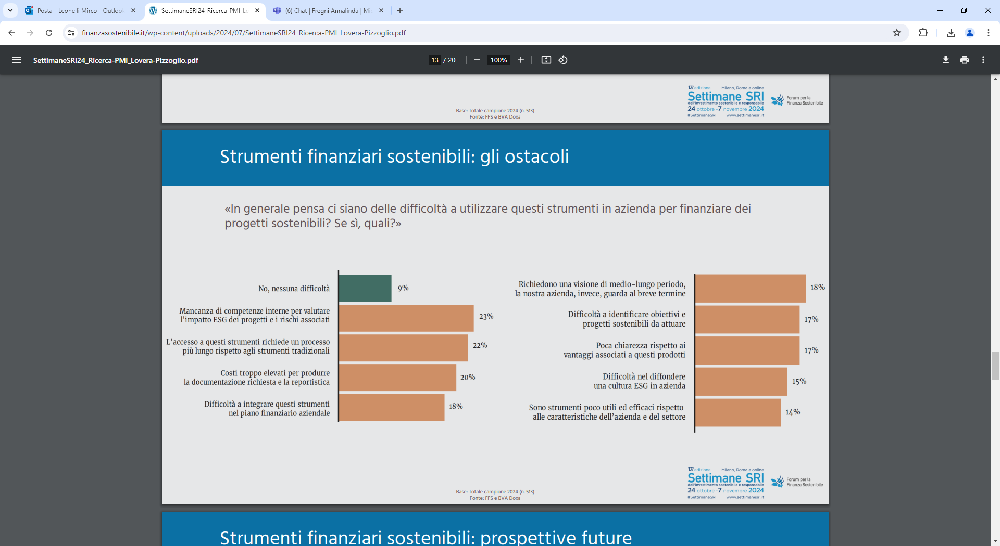 Posta - Leonelli Mirco - Outlook
SettimaneSRI24_Ricerca-PMI_Lo
(6) Chat | Fregni Annalinda | Mic
finanzasostenibile.it/wp-content/uploads/2024/07/SettimaneSRI24_Ricerca-PMI_Lovera-Pizzoglio.pdf
SettimaneSRI24_Ricerca-PMI_Lovera-Pizzoglio.pdf
13 / 20
100%
13ªedizione Milano, Roma e online
Settimane SRI
dell'investimento sostenibile e responsabile
24 ottobre -7 novembre 2024
#SettimaneSRI www.settimanesri.it
Forum per la
Finanza Sostenibile
Base: Totale campione 2024 (n. 513)
Fonte: FFS e BVA Doxa
Strumenti finanziari sostenibili: gli ostacoli
«In generale pensa ci siano delle difficoltà a utilizzare questi strumenti in azienda per finanziare dei
progetti sostenibili? Se sì, quali?»
No, nessuna difficoltà
9%
Mancanza di competenze interne per valutare
l'impatto ESG dei progetti e i rischi associati
23%
L'accesso a questi strumenti richiede un processo
più lungo rispetto agli strumenti tradizionali
22%
Costi troppo elevati per produrre
la documentazione richiesta e la reportistica
20%
Difficoltà a integrare questi strumenti
nel piano finanziario aziendale
18%
Richiedono una visione di medio-lungo periodo,
la nostra azienda, invece, guarda al breve termine
18%
Difficoltà a identificare obiettivi e
progetti sostenibili da attuare
17%
Poca chiarezza rispetto ai
vantaggi associati a questi prodotti
17%
Difficoltà nel diffondere
una cultura ESG in azienda
15%
Sono strumenti poco utili ed efficaci rispetto
alle caratteristiche dell'azienda e del settore
14%
13ªedizione Milano, Roma e online
Settimane SRI
dell'investimento sostenibile e responsabile
24 ottobre -7 novembre 2024
#SettimaneSRI www.settimanesri.it
Forum per la
Finanza Sostenibile
Base: Totale campione 2024 (n. 513)
Fonte: FFS e BVA Doxa
Strumenti finanziari sostenibili: prospettive future